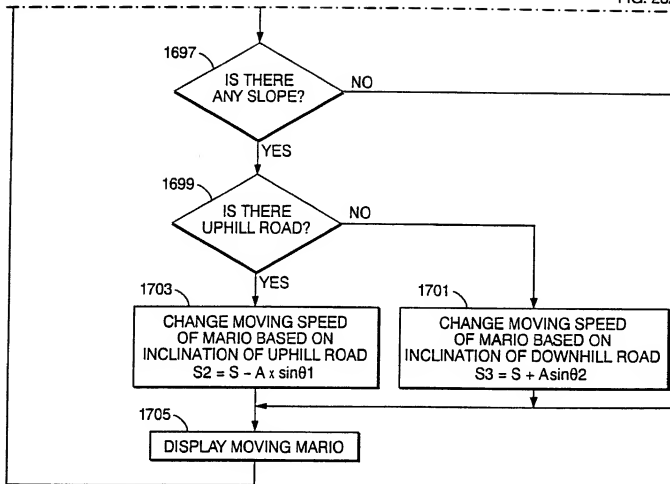 FIG. 20
1697
IS THERE
ANY SLOPE?
NO
YES
1699
IS THERE
UPHILL ROAD?
NO
YES
1703
CHANGE MOVING SPEED
OF MARIO BASED ON
INCLINATION OF UPHILL ROAD
S2 = S – A x sinθ1
1701
CHANGE MOVING SPEED
OF MARIO BASED ON
INCLINATION OF DOWNHILL ROAD
S3 = S + Asinθ2
1705
DISPLAY MOVING MARIO